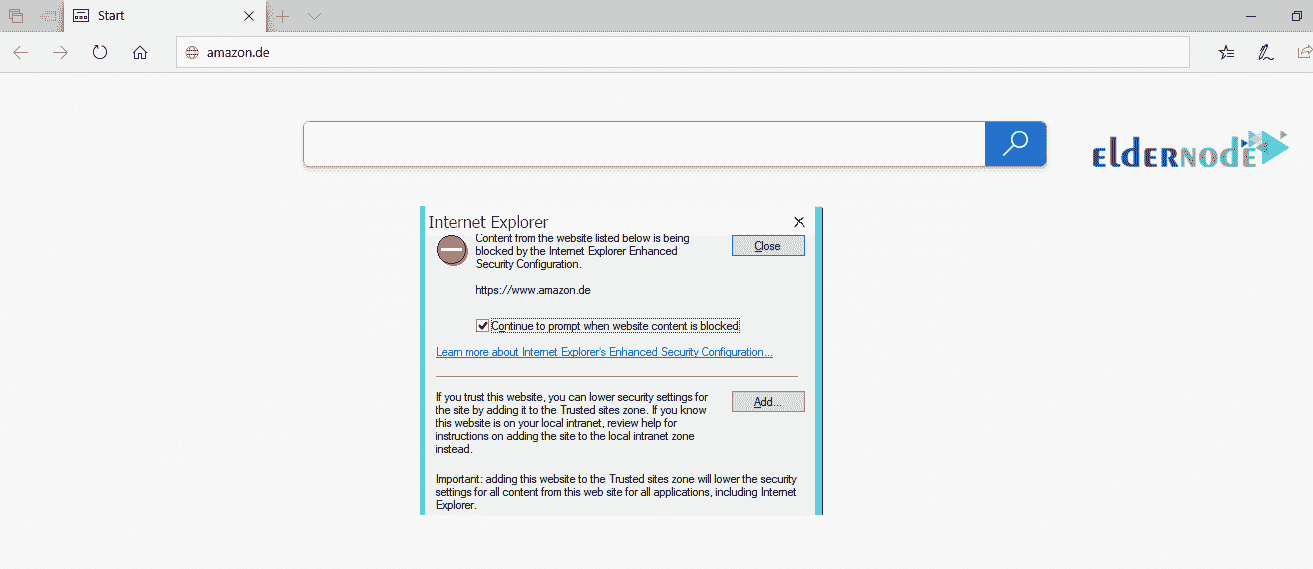 Start
amazon.de
ELDERNODE
Internet Explorer
Content from the website listed below is being
blocked by the Internet Explorer Enhanced
Security Configuration.
Close
https://www.amazon.de
Continue to prompt when website content is blocked
Learn more about Internet Explorer's Enhanced Security Configuration...
If you trust this website, you can lower security settings for
the site by adding it to the Trusted sites zone. If you know
this website is on your local intranet, review help for
instructions on adding the site to the local intranet zone
instead.
Add...
Important: adding this website to the Trusted sites zone will lower the security
settings for all content from this web site for all applications, including Internet
Explorer.